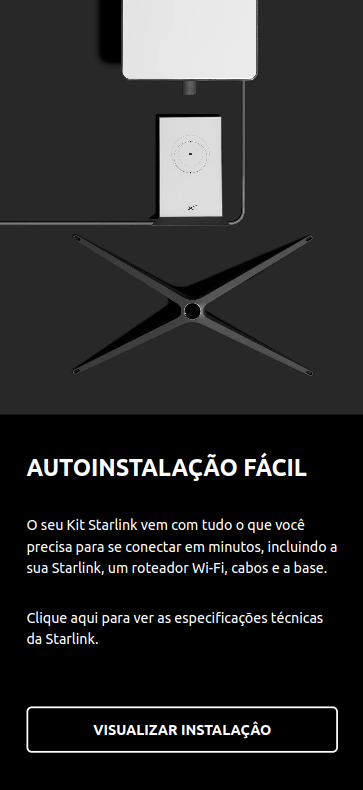 AUTOINSTALAÇÃO FÁCIL
O seu Kit Starlink vem com tudo o que você
precisa para se conectar em minutos, incluindo a
sua Starlink, um roteador Wi-Fi, cabos e a base.
Clique aqui para ver as especificações técnicas
da Starlink.
VISUALIZAR INSTALAÇÂO